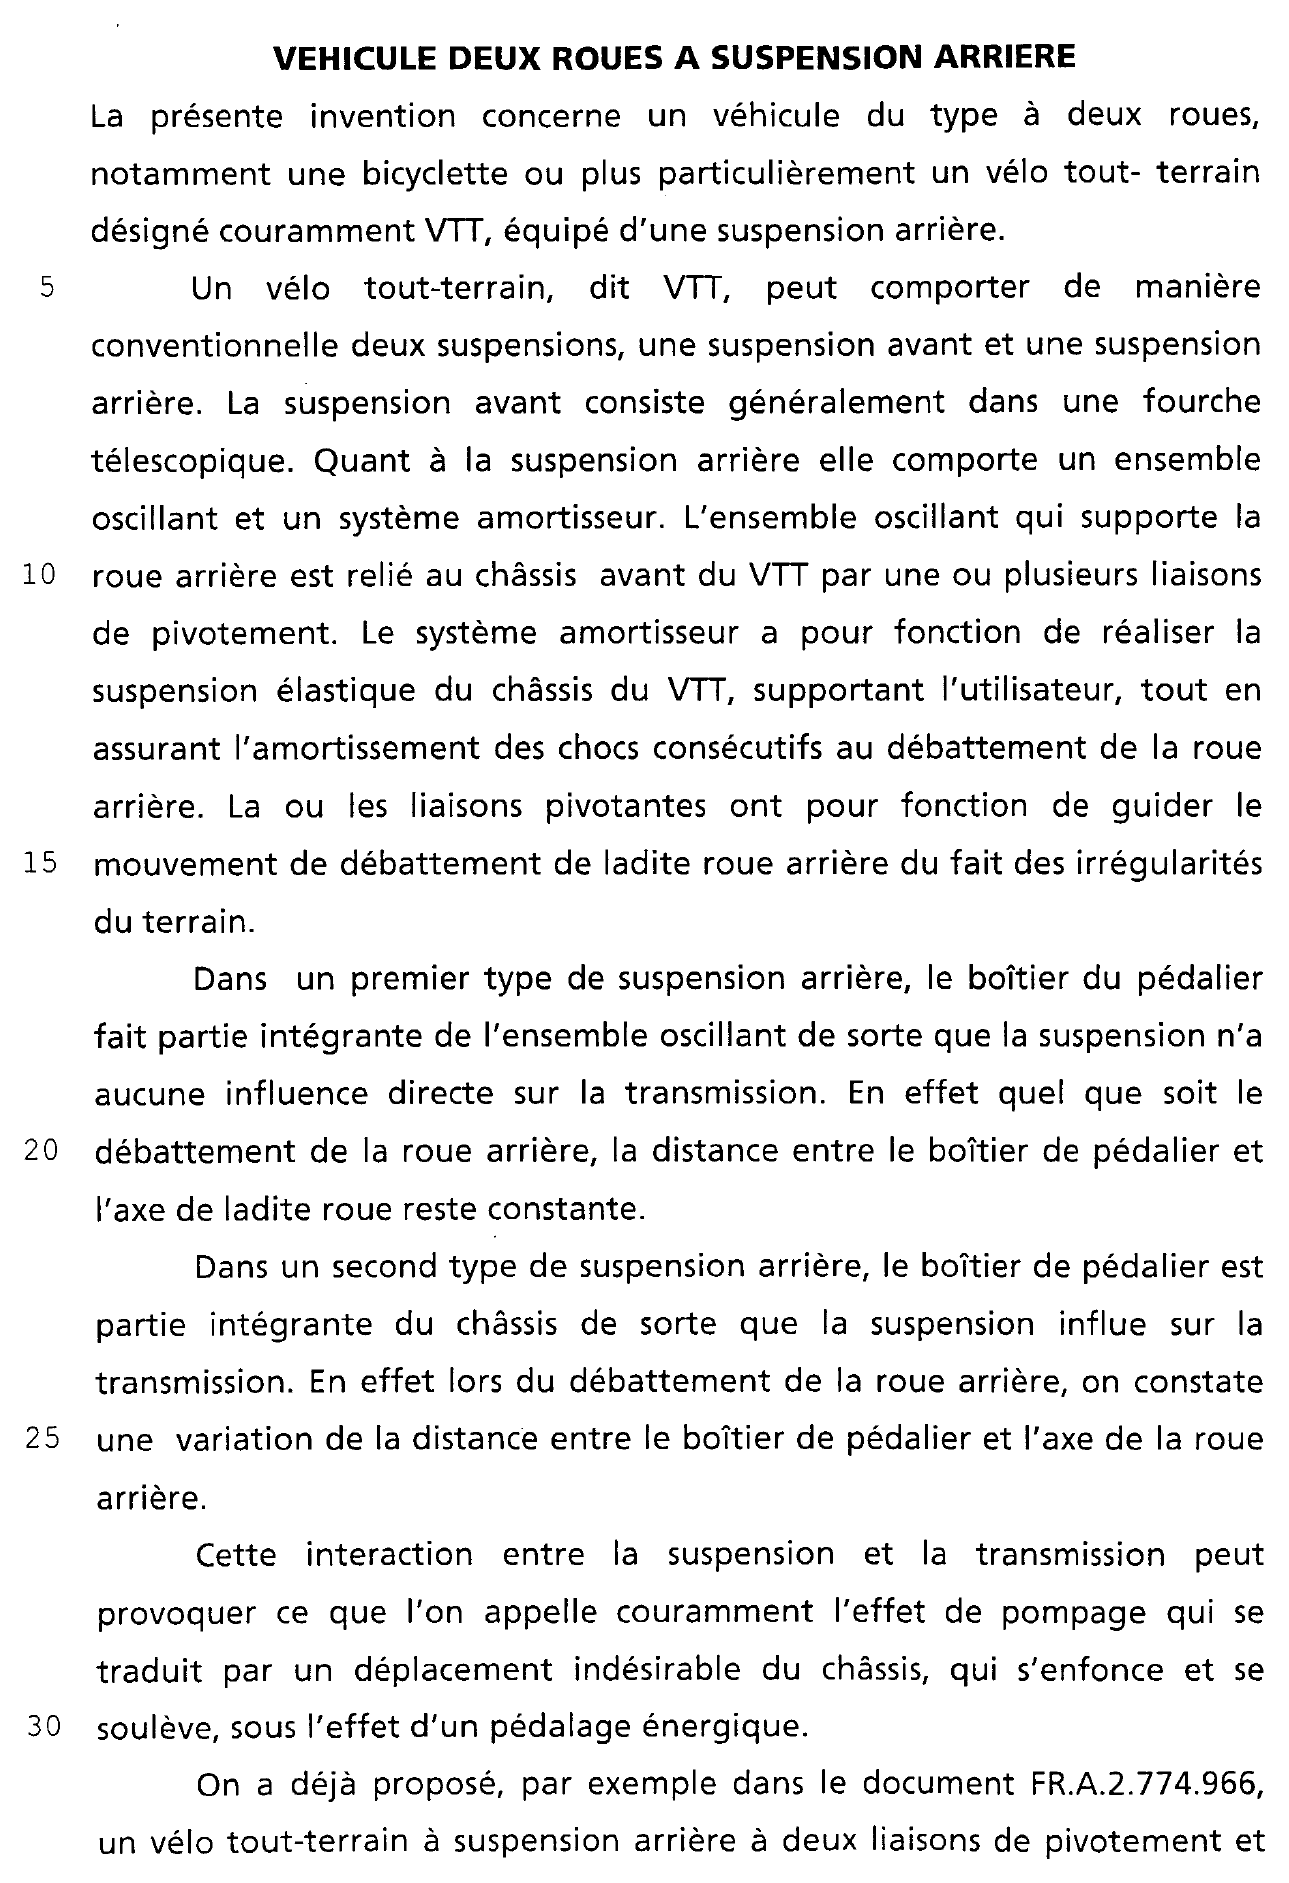 VEHICULE DEUX ROUES A SUSPENSION ARRIERE
La présente invention concerne un véhicule du type à deux roues,
notamment une bicyclette ou plus particulièrement un vélo tout- terrain
désigné couramment VTT, équipé d'une suspension arrière.
5 Un vélo tout-terrain, dit VTT, peut comporter de manière
conventionnelle deux suspensions, une suspension avant et une suspension
arrière. La suspension avant consiste généralement dans une fourche
télescopique. Quant à la suspension arrière elle comporte un ensemble
oscillant et un système amortisseur. L'ensemble oscillant qui supporte la
10 roue arrière est relié au châssis avant du VTT par une ou plusieurs liaisons
de pivotement. Le système amortisseur a pour fonction de réaliser la
suspension élastique du châssis du VTT, supportant l'utilisateur, tout en
assurant l'amortissement des chocs consécutifs au débattement de la roue
arrière. La ou les liaisons pivotantes ont pour fonction de guider le
15 mouvement de débattement de ladite roue arrière du fait des irrégularités
du terrain.
Dans un premier type de suspension arrière, le boîtier du pédalier
fait partie intégrante de l'ensemble oscillant de sorte que la suspension n'a
aucune influence directe sur la transmission. En effet quel que soit le
20 débattement de la roue arrière, la distance entre le boîtier de pédalier et
l'axe de ladite roue reste constante.
Dans un second type de suspension arrière, le boîtier de pédalier est
partie intégrante du châssis de sorte que la suspension influe sur la
transmission. En effet lors du débattement de la roue arrière, on constate
25 une variation de la distance entre le boîtier de pédalier et l'axe de la roue
arrière.
Cette interaction entre la suspension et la transmission peut
provoquer ce que l'on appelle couramment l'effet de pompage qui se
traduit par un déplacement indésirable du châssis, qui s'enfonce et se
30 soulève, sous l'effet d'un pédalage énergique.
On a déjà proposé, par exemple dans le document FR.A.2.774.966,
un vélo tout-terrain à suspension arrière à deux liaisons de pivotement et